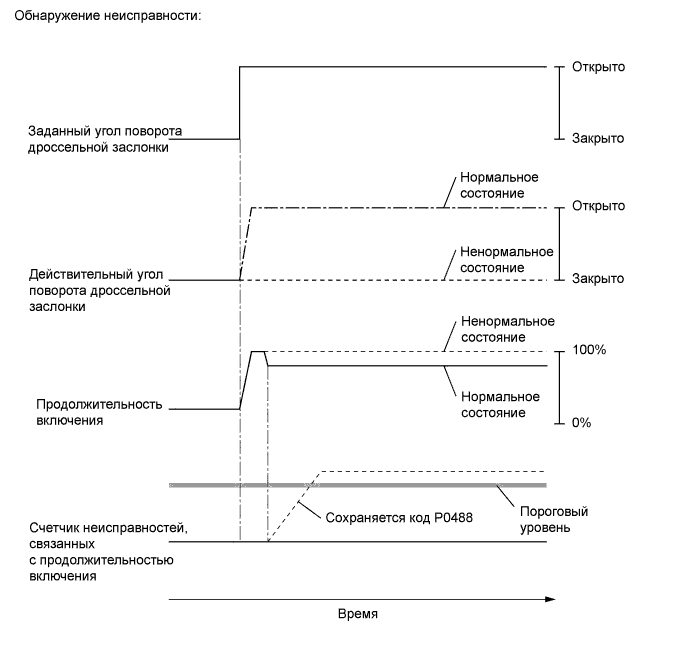 Обнаружение неисправности:
Открыто
Заданный угол поворота
дроссельной заслонки
Закрыто
Нормальное
состояние
Открыто
Ненормальное
состояние
Действительный угол
поворота дроссельной
заслонки
Закрыто
Ненормальное
состояние
100%
Продолжительность
включения
Нормальное
состояние
0%
Счетчик неисправностей,
связанных
с продолжительностью
включения
Сохраняется код P0488
Пороговый
уровень
Время